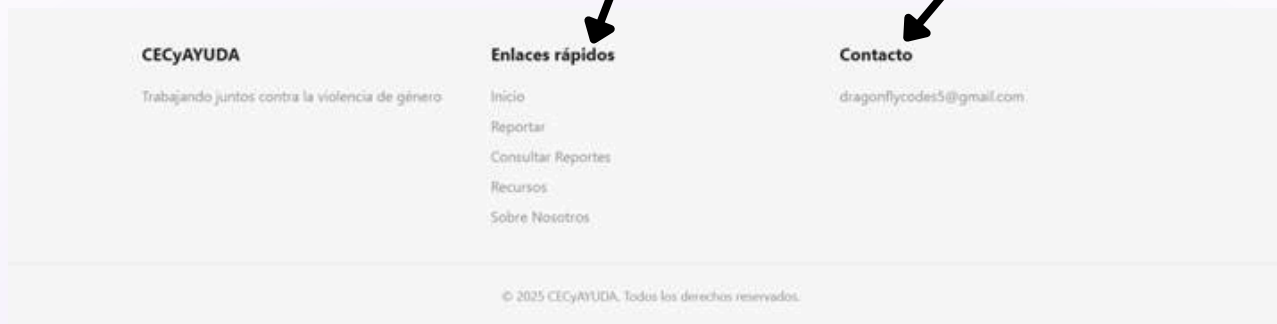 CECyAYUDA
Trabajando juntos contra la violencia de género
Enlaces rápidos
Inicio
Reportar
Consultar Reportes
Recursos
Sobre Nosotros
Contacto
dragonflycodes5@gmail.com
© 2025 CECyAYUDA. Todos los derechos reservados.